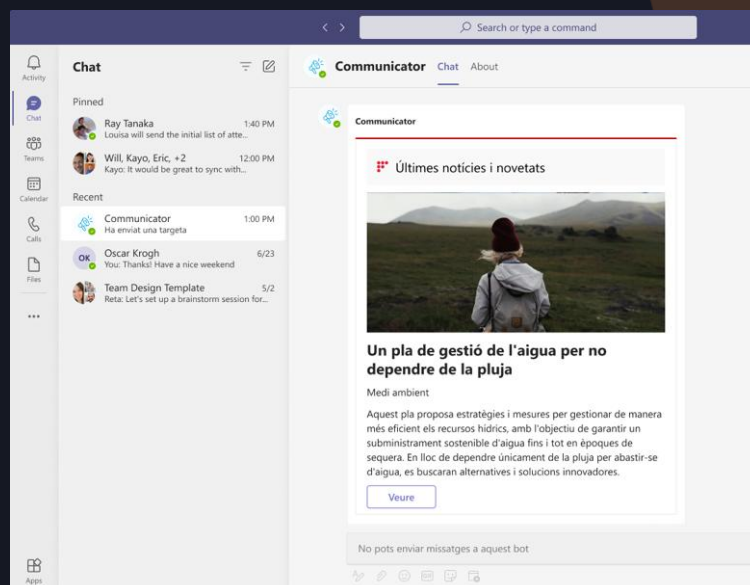 Search or type a command
Activity
Chat
Teams
Calendar
Calls
Files
Apps
Chat
Pinned
Ray Tanaka 1:40 PM
Louisa will send the initial list of atte...
Will, Kayo, Eric, +2 12:00 PM
Kayo: It would be great to sync with...
Recent
Communicator 1:00 PM
Ha enviat una targeta
OK
Oscar Krogh 6/23
You: Thanks! Have a nice weekend
Team Design Template 5/2
Reta: Let's set up a brainstorm session for...
Communicator Chat About
Communicator
Últimes notícies i novetats
Un pla de gestió de l'aigua per no
dependre de la pluja
Medi ambient
Aquest pla proposa estratègies i mesures per gestionar de manera
més eficient els recursos hídrics, amb l'objectiu de garantir un
subministrament sostenible d'aigua fins i tot en èpoques de
sequera. En lloc de dependre únicament de la pluja per abastir-se
d'aigua, es buscaran alternatives i solucions innovadores.
Veure
No pots enviar missatges a aquest bot
GIF